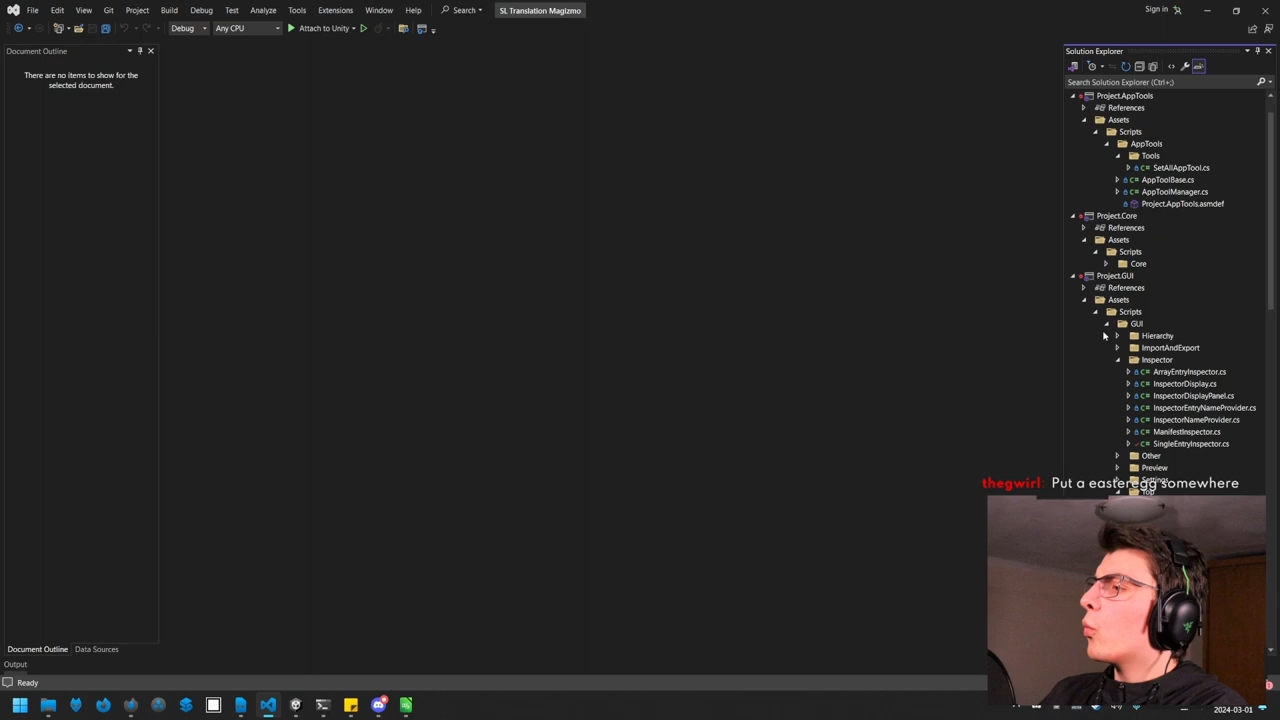 File Edit View Git Project Build Debug Test Analyze Tools Extensions Window Help Search SL Translation Magizmo Sign in
Debug Any CPU Attach to Unity
Document Outline
There are no items to show for the
selected document.
Solution Explorer
Search Solution Explorer (Ctrl+;)
Project.AppTools
References
Assets
Scripts
AppTools
Tools
SetAllAppTool.cs
AppToolBase.cs
AppToolManager.cs
Project.AppTools.asmdef
Project.Core
References
Assets
Scripts
Core
Project.GUI
References
Assets
Scripts
GUI
Hierarchy
ImportAndExport
Inspector
ArrayEntryInspector.cs
InspectorDisplay.cs
InspectorDisplayPanel.cs
InspectorEntryNameProvider.cs
InspectorNameProvider.cs
ManifestInspector.cs
SingleEntryInspector.cs
Other
Preview
Settings
Top
thegwirl: Put a easteregg somewhere
Document Outline Data Sources
Output
Ready
2024-03-01